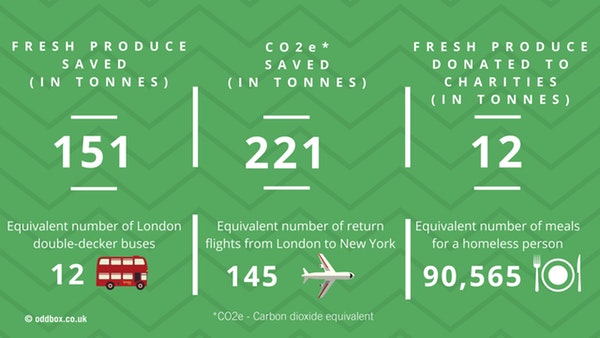 FRESH PRODUCE
SAVED
(IN TONNES)
151
Equivalent number of London
double-decker buses
12
CO2e*
SAVED
(IN TONNES)
221
Equivalent number of return
flights from London to New York
145
FRESH PRODUCE
DONATED TO
CHARITIES
(IN TONNES)
12
Equivalent number of meals
for a homeless person
90,565
© oddbox.co.uk
*CO2e - Carbon dioxide equivalent